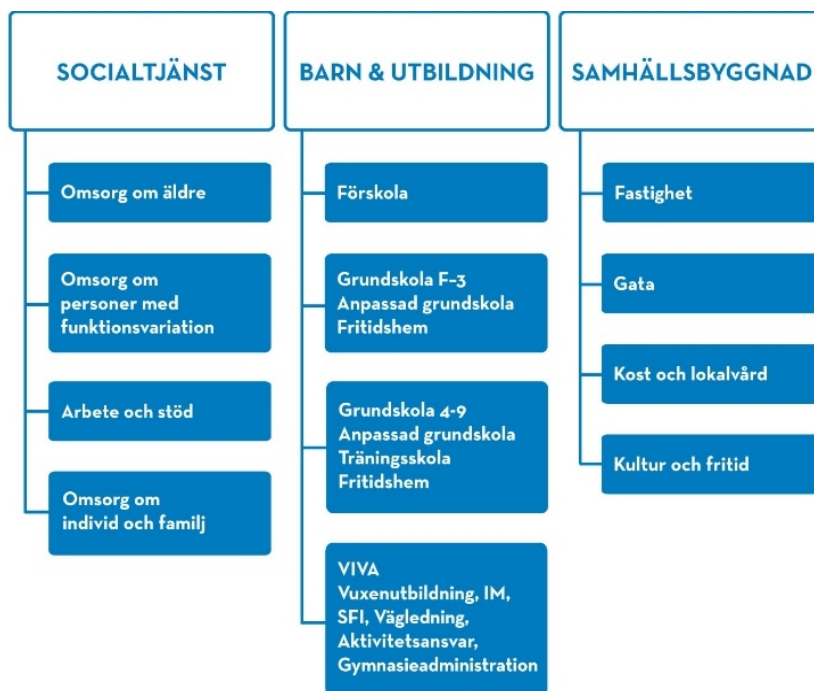 SOCIALTJÄNST
Omsorg om äldre
Omsorg om
personer med
funktionsvariation
Arbete och stöd
Omsorg om
individ och familj
BARN & UTBILDNING
Förskola
Grundskola F-3
Anpassad grundskola
Fritidshem
Grundskola 4-9
Anpassad grundskola
Träningsskola
Fritidshem
VIVA
Vuxenutbildning, IM,
SFI, Vägledning,
Aktivitetsansvar,
Gymnasieadministration
SAMHÄLLSBYGGNAD
Fastighet
Gata
Kost och lokalvård
Kultur och fritid